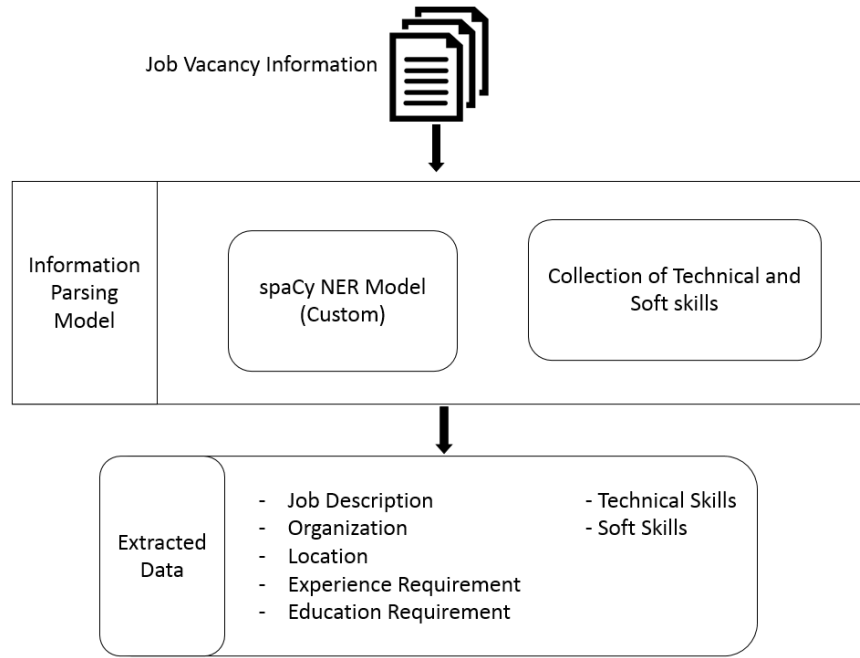 Job Vacancy Information
Information
Parsing
Model
spaCy NER Model
(Custom)
Collection of Technical and
Soft skills
Extracted
Data
- Job Description
- Organization
- Location
- Experience Requirement
- Education Requirement
- Technical Skills
- Soft Skills